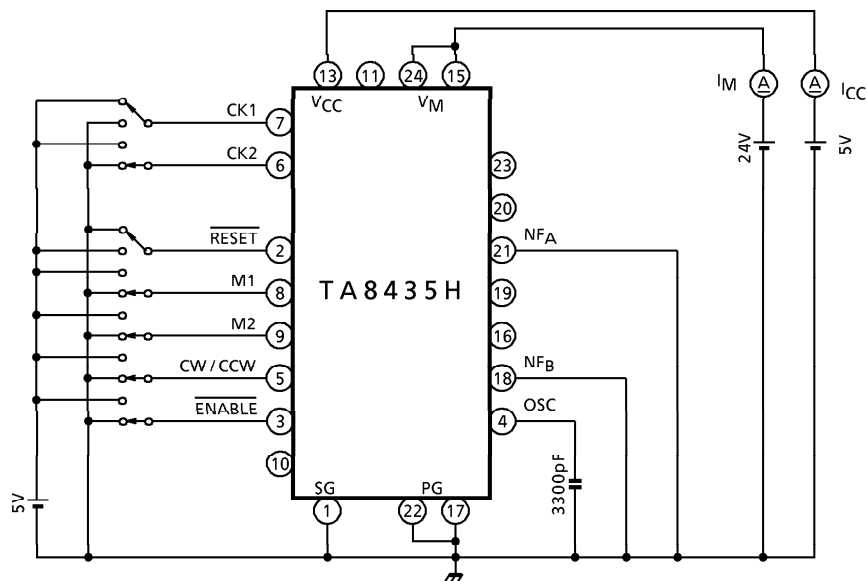 13
11
24
15
VCC
VM
IM
A
A
ICC
24V
5V
CK1
7
CK2
6
23
20
RESET
2
21
NFA
M1
8
TA8435H
19
M2
9
16
CW / CCW
5
18
NFB
ENABLE
3
4
OSC
10
3300pF
5V
SG
PG
1
22
17